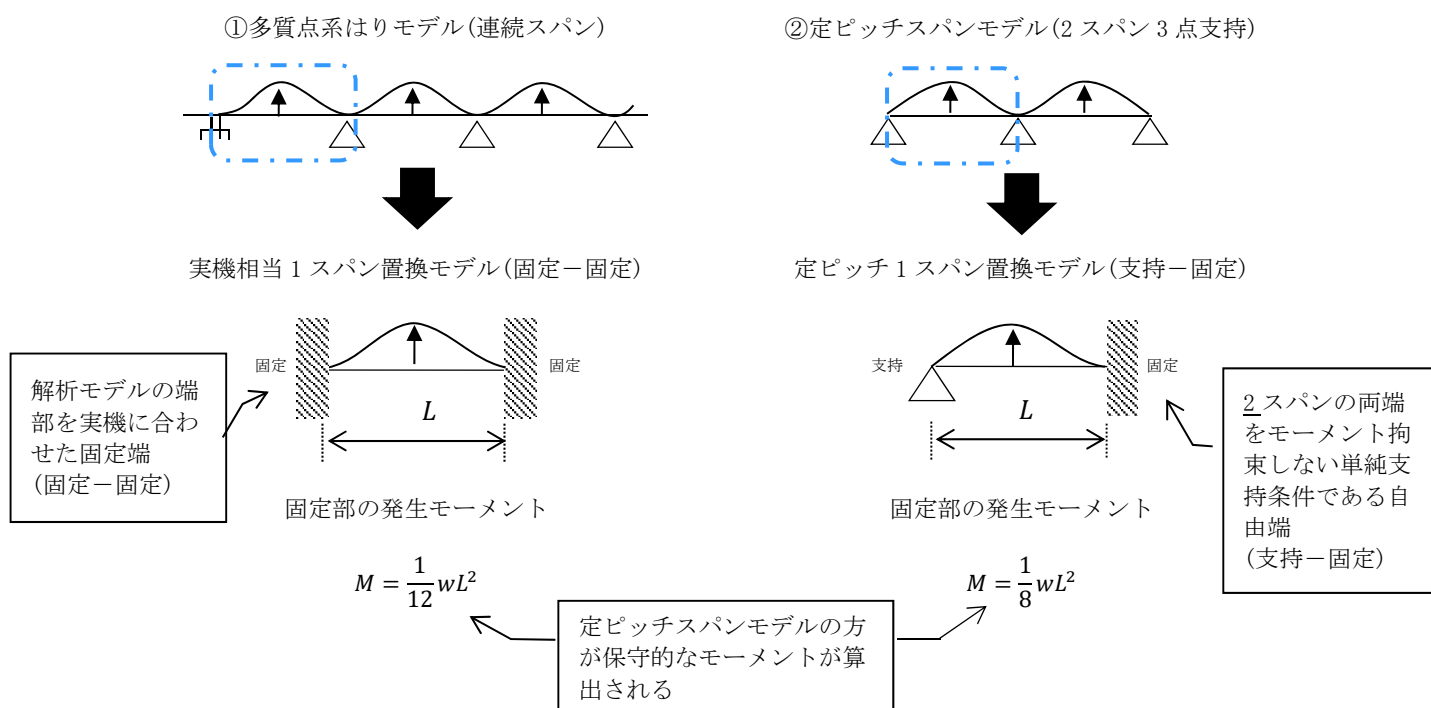 ①多質点系はりモデル(連続スパン)
②定ピッチスパンモデル(2 スパン 3 点支持)
実機相当 1 スパン置換モデル(固定－固定)
定ピッチ 1 スパン置換モデル(支持－固定)
解析モデルの端
部を実機に合わ
せた固定端
(固定－固定)
固定
固定
L
固定部の発生モーメント
M = \frac{1}{12}wL²
支持
固定
L
固定部の発生モーメント
M = \frac{1}{8}wL²
2 スパンの両端
をモーメント拘
束しない単純支
持条件である自
由端
(支持－固定)
定ピッチスパンモデルの方
が保守的なモーメントが算
出される